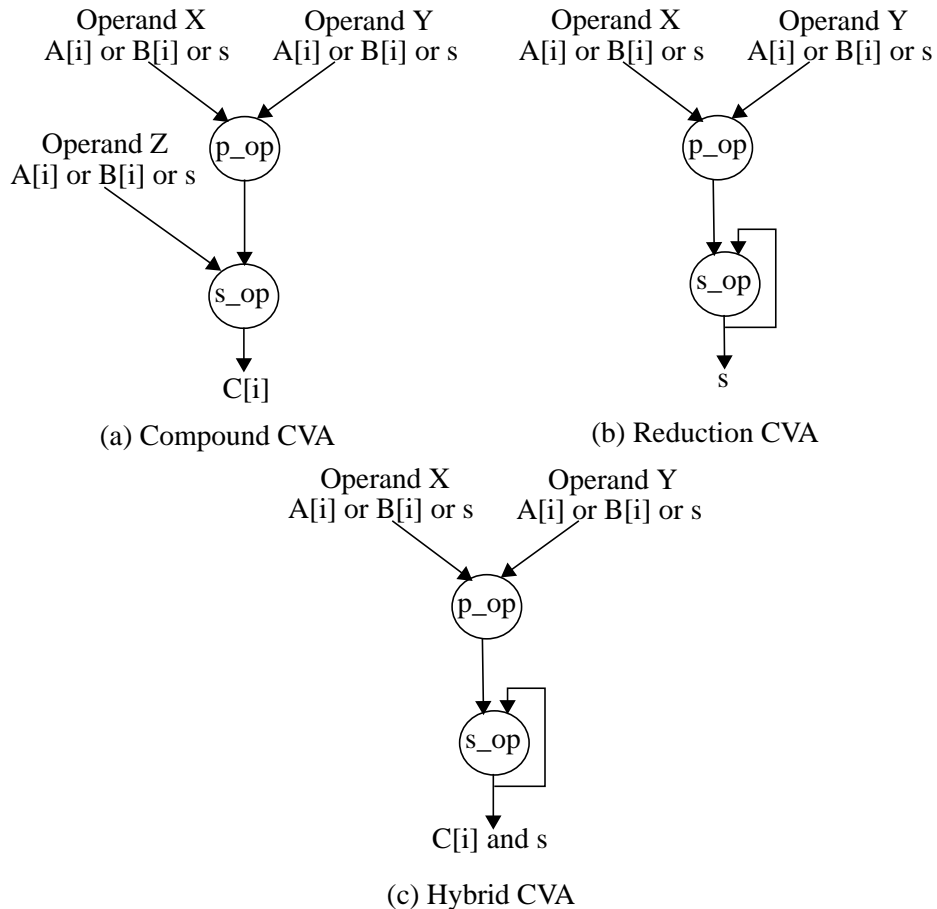 Operand X
A[i] or B[i] or s
Operand Y
A[i] or B[i] or s
p_op
Operand Z
A[i] or B[i] or s
s_op
C[i]
(a) Compound CVA
Operand X
A[i] or B[i] or s
Operand Y
A[i] or B[i] or s
p_op
s_op
s
(b) Reduction CVA
Operand X
A[i] or B[i] or s
Operand Y
A[i] or B[i] or s
p_op
s_op
C[i] and s
(c) Hybrid CVA